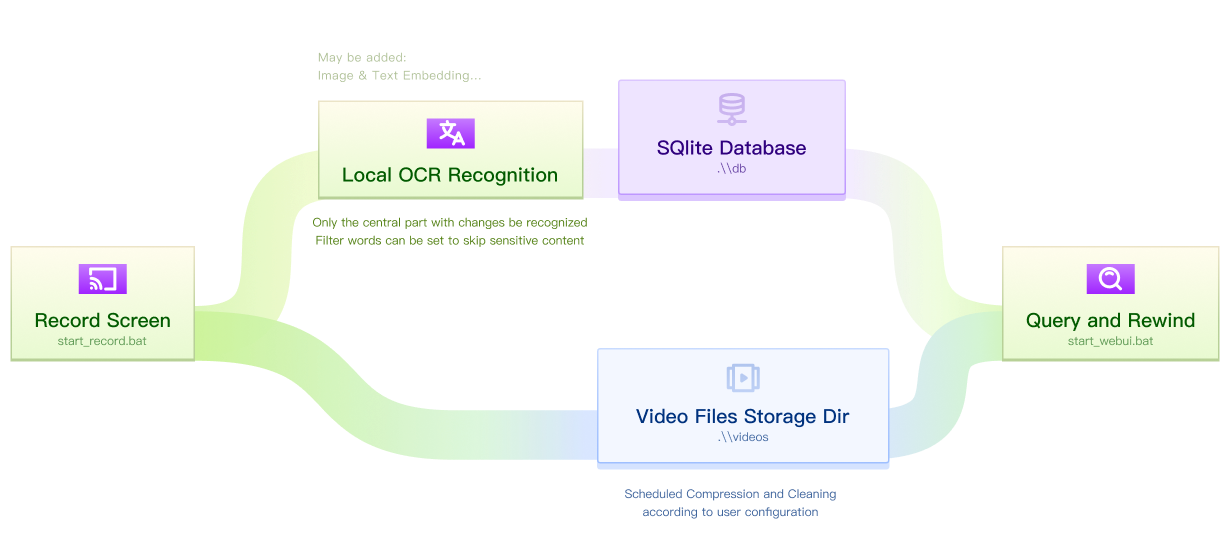 May be added:
Image & Text Embedding...
Local OCR Recognition
Only the central part with changes be recognized
Filter words can be set to skip sensitive content
SQlite Database
.\\db
Record Screen
start_record.bat
Query and Rewind
start_webui.bat
Video Files Storage Dir
.\\videos
Scheduled Compression and Cleaning
according to user configuration